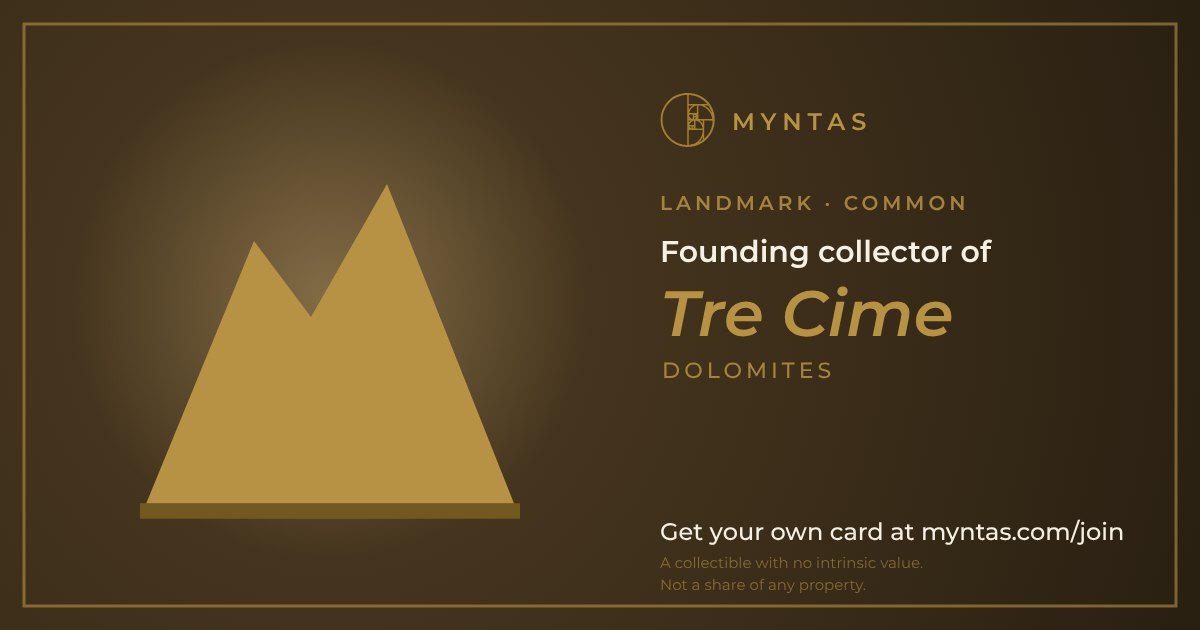 MYNTAS
LANDMARK · COMMON
Founding collector of
Tre Cime
DOLOMITES
Get your own card at myntas.com/join
A collectible with no intrinsic value.
Not a share of any property.